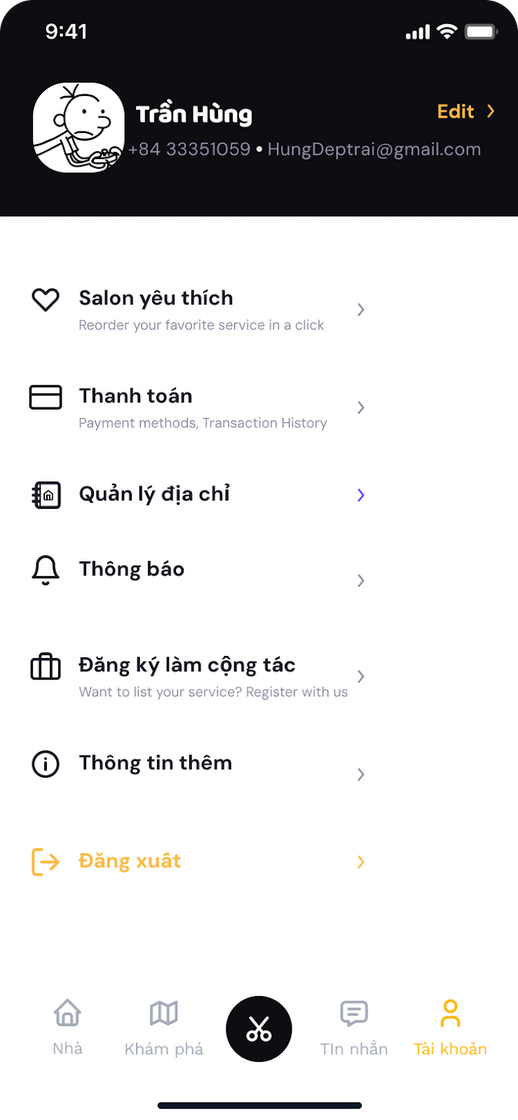 9:41
Trần Hùng
Edit
+84 33351059 • HungDeptrai@gmail.com
Salon yêu thích
Reorder your favorite service in a click
Thanh toán
Payment methods, Transaction History
Quản lý địa chỉ
Thông báo
Đăng ký làm cộng tác
Want to list your service? Register with us
Thông tin thêm
Đăng xuất
Nhà
Khám phá
TIn nhắn
Tài khoản